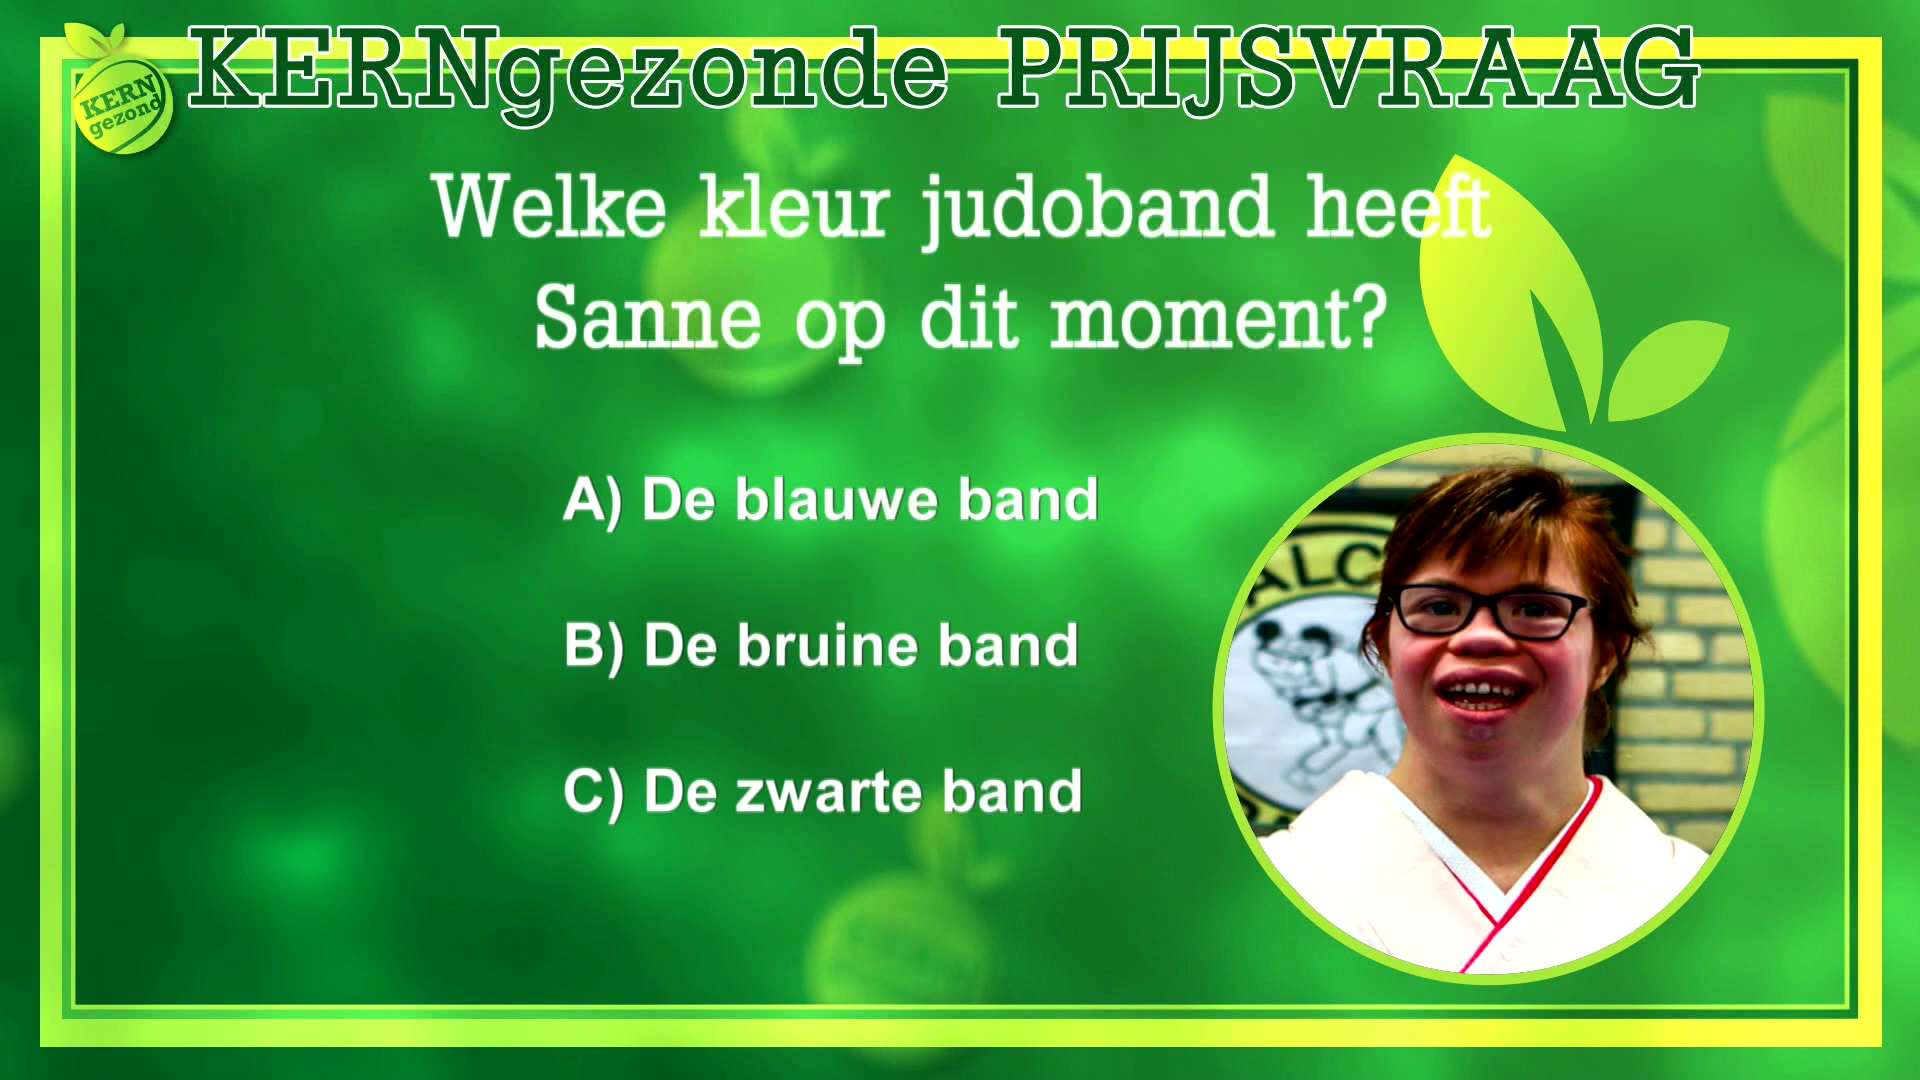 KERNgezonde PRIJSVRAAG
KERN
gezond
Welke kleur judoband heeft
Sanne op dit moment?
A) De blauwe band
B) De bruine band
C) De zwarte band
ALC